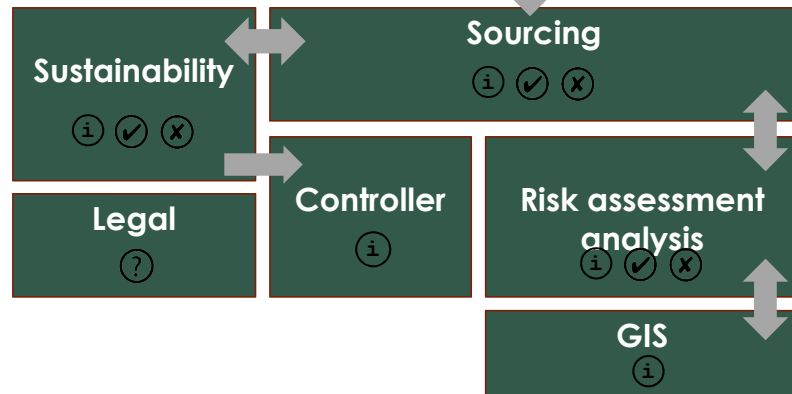 Sourcing
i ✔ ✘
Sustainability
i ✔ ✘
Controller
i
Risk assessment
analysis
i ✔ ✘
Legal
?
GIS
i